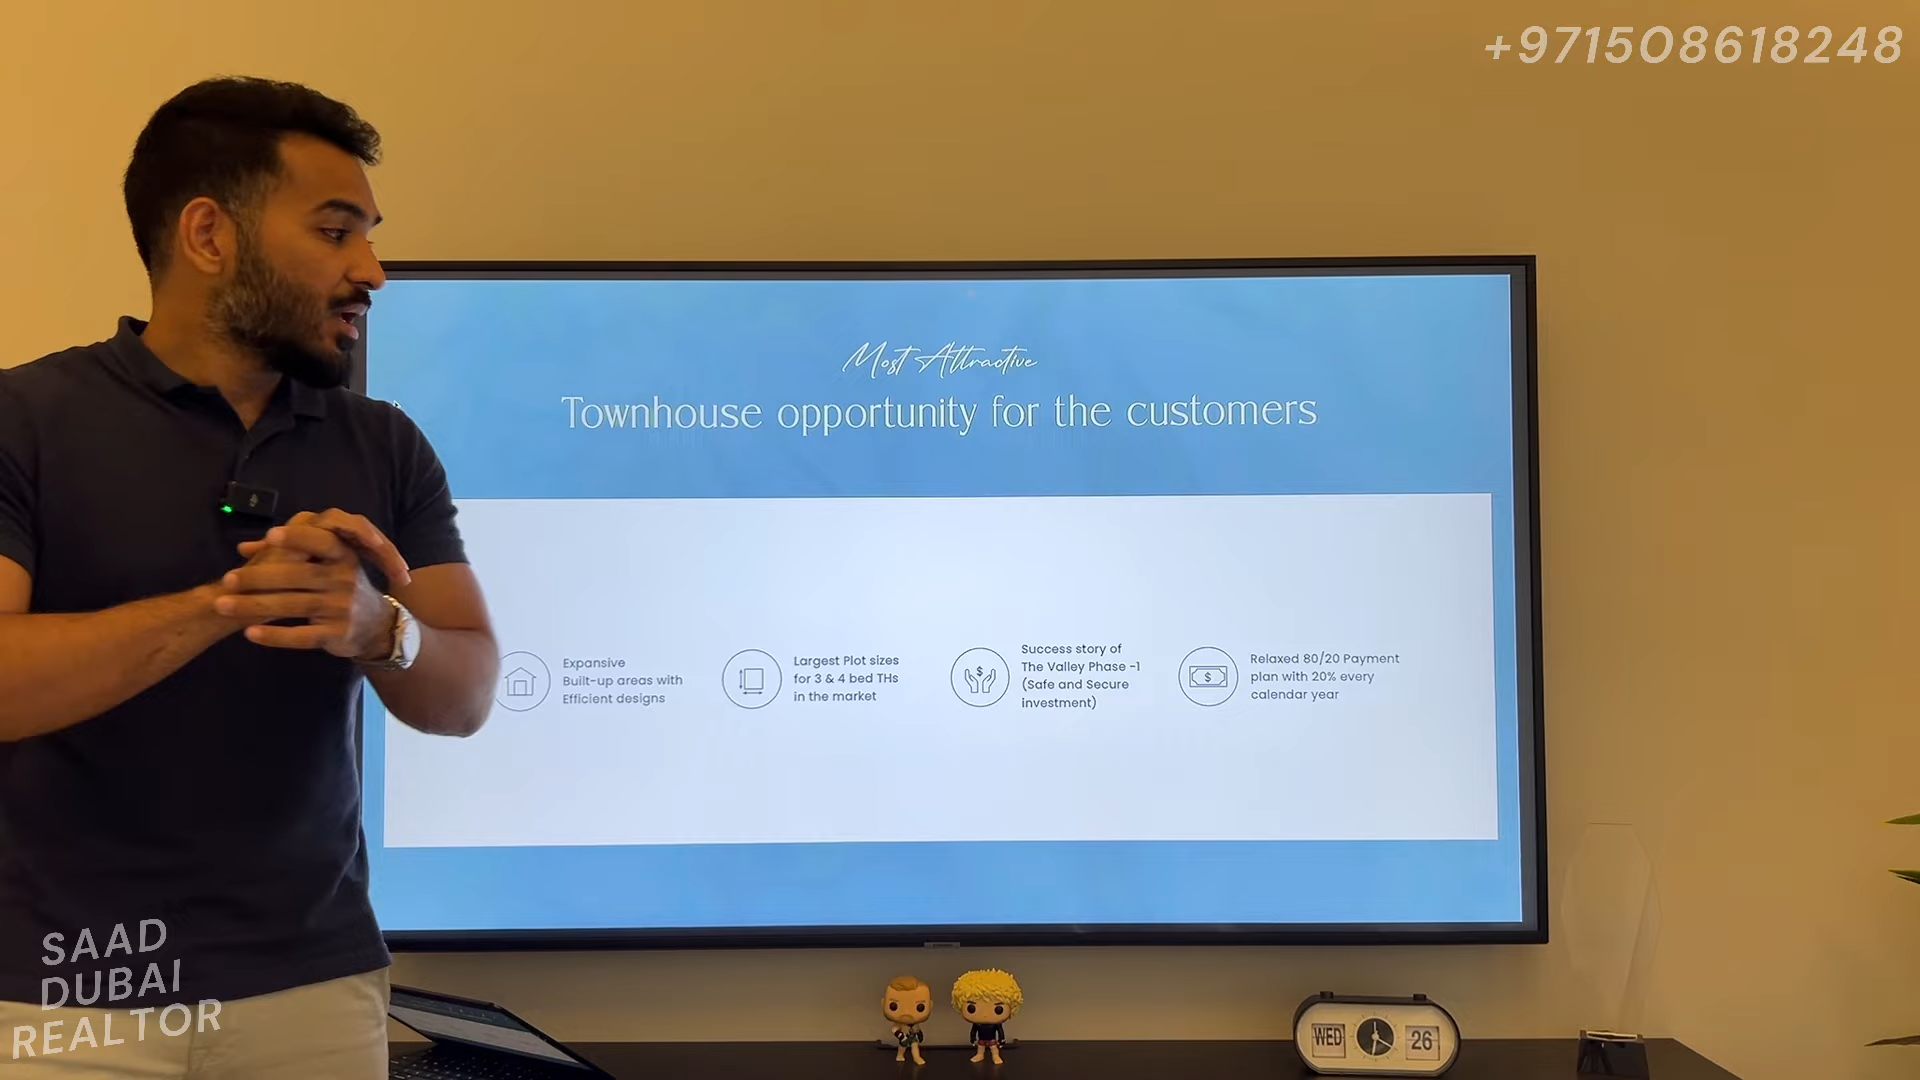 +971508618248
Most Attractive
Townhouse opportunity for the customers
Expansive
Built-up areas with
Efficient designs
Largest Plot sizes
for 3 & 4 bed THs
in the market
Success story of
The Valley Phase -1
(Safe and Secure
investment)
Relaxed 80/20 Payment
plan with 20% every
calendar year
SAAD
DUBAI
REALTOR
WED
26